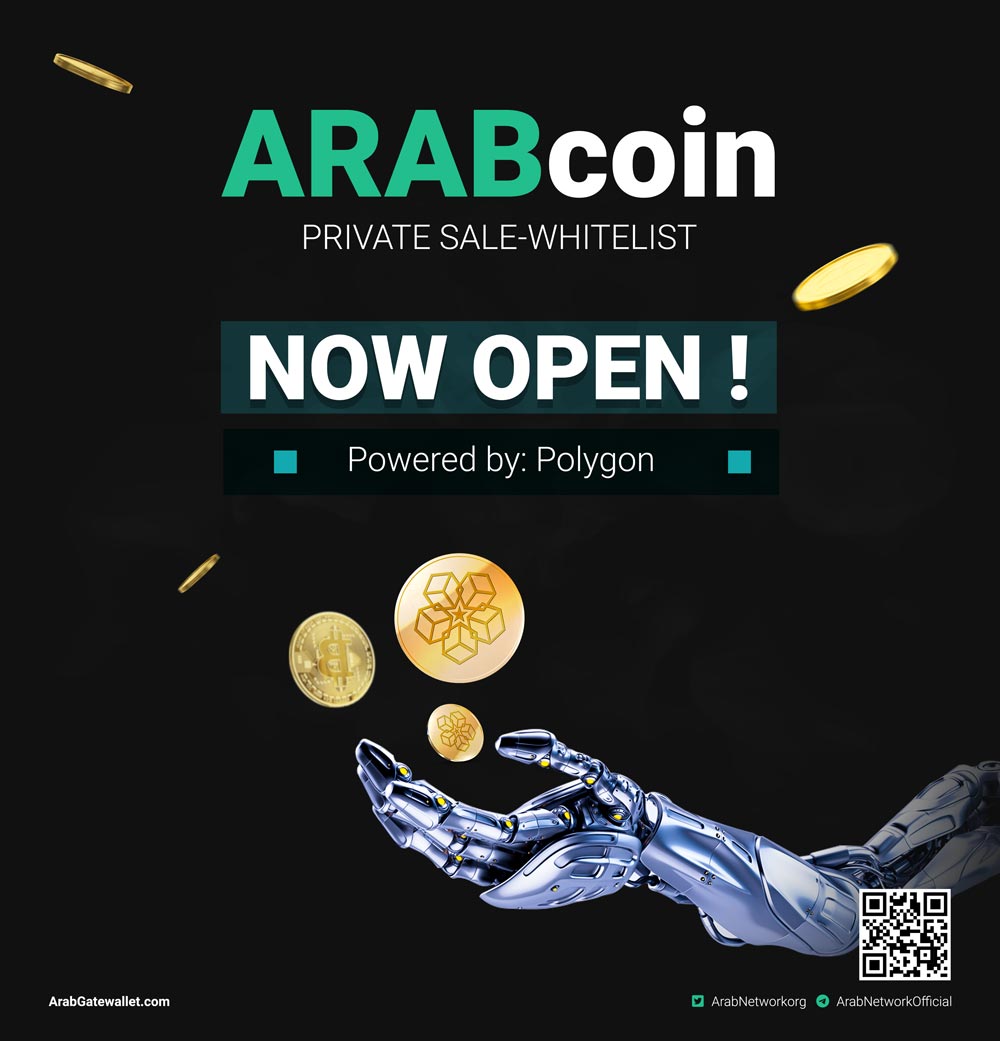 ARABcoin
PRIVATE SALE-WHITELIST
NOW OPEN !
Powered by: Polygon
ArabGatewallet.com
ArabNetworkorg
ArabNetworkOfficial